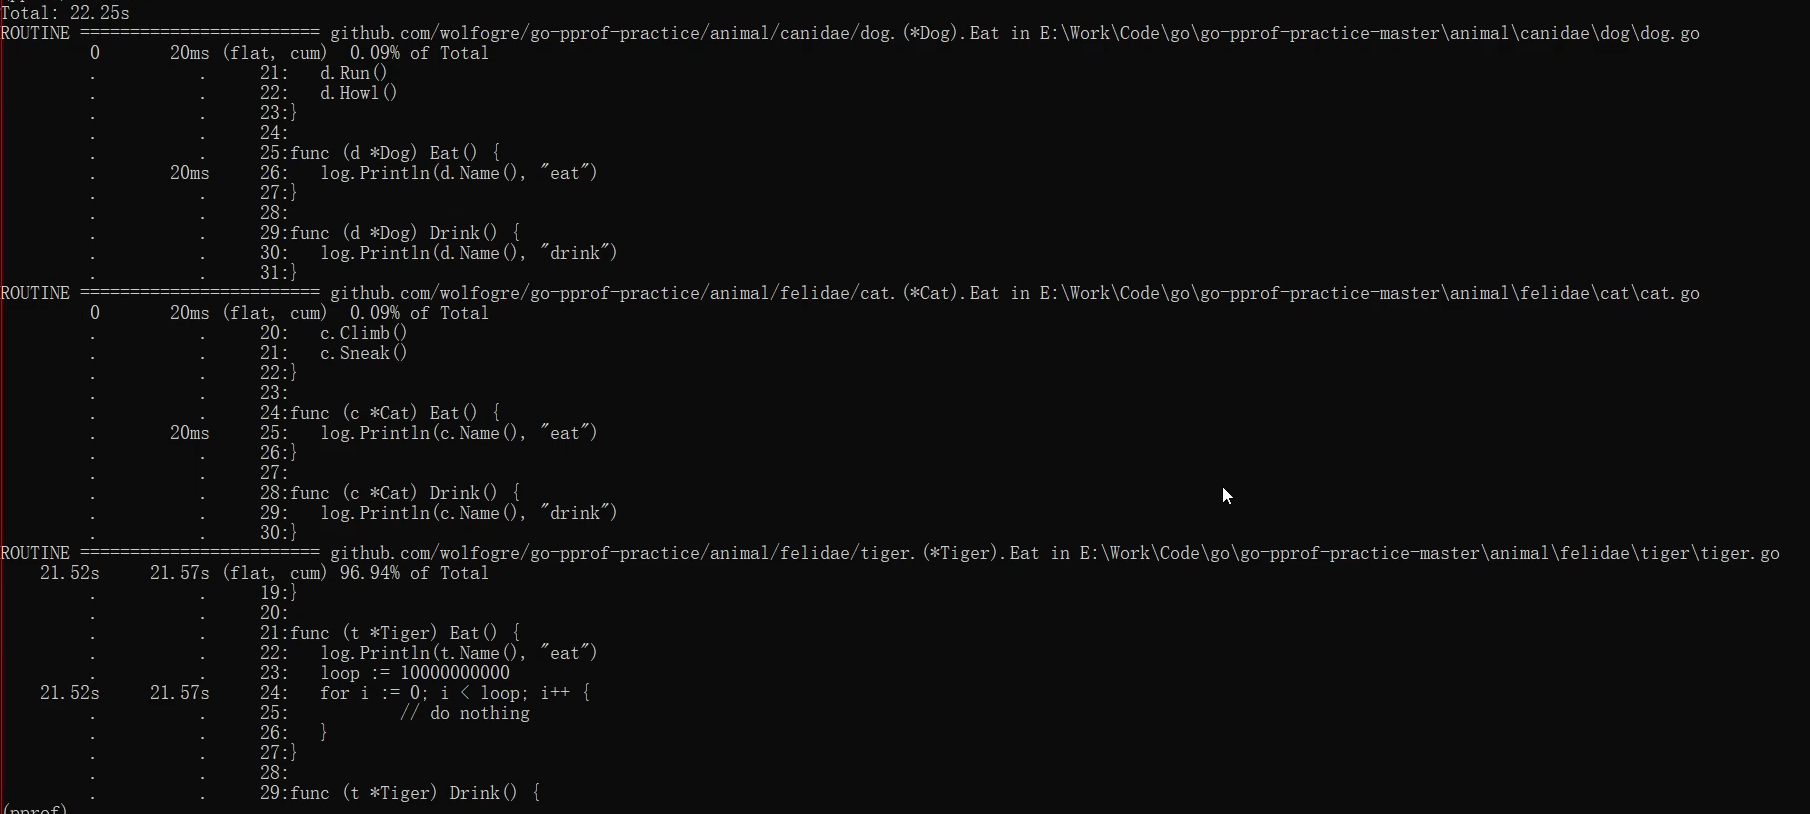 Total: 22.25s
ROUTINE ======================== github.com/wolfogre/go-pprof-practice/animal/canidae/dog.(*Dog).Eat in E:\Work\Code\go\go-pprof-practice-master\animal\canidae\dog\dog.go
         0       20ms (flat, cum)  0.09% of Total
         .          .     21:	d.Run()
         .          .     22:	d.Howl()
         .          .     23:}
         .          .     24:
         .          .     25:func (d *Dog) Eat() {
         .       20ms     26:	log.Println(d.Name(), "eat")
         .          .     27:}
         .          .     28:
         .          .     29:func (d *Dog) Drink() {
         .          .     30:	log.Println(d.Name(), "drink")
         .          .     31:}
ROUTINE ======================== github.com/wolfogre/go-pprof-practice/animal/felidae/cat.(*Cat).Eat in E:\Work\Code\go\go-pprof-practice-master\animal\felidae\cat\cat.go
         0       20ms (flat, cum)  0.09% of Total
         .          .     20:	c.Climb()
         .          .     21:	c.Sneak()
         .          .     22:}
         .          .     23:
         .          .     24:func (c *Cat) Eat() {
         .       20ms     25:	log.Println(c.Name(), "eat")
         .          .     26:}
         .          .     27:
         .          .     28:func (c *Cat) Drink() {
         .          .     29:	log.Println(c.Name(), "drink")
         .          .     30:}
ROUTINE ======================== github.com/wolfogre/go-pprof-practice/animal/felidae/tiger.(*Tiger).Eat in E:\Work\Code\go\go-pprof-practice-master\animal\felidae\tiger\tiger.go
    21.52s     21.57s (flat, cum) 96.94% of Total
         .          .     19:}
         .          .     20:
         .          .     21:func (t *Tiger) Eat() {
         .          .     22:	log.Println(t.Name(), "eat")
         .          .     23:	loop := 10000000000
    21.52s     21.57s     24:	for i := 0; i < loop; i++ {
         .          .     25:		// do nothing
         .          .     26:	}
         .          .     27:}
         .          .     28:
         .          .     29:func (t *Tiger) Drink() {
(pprof)